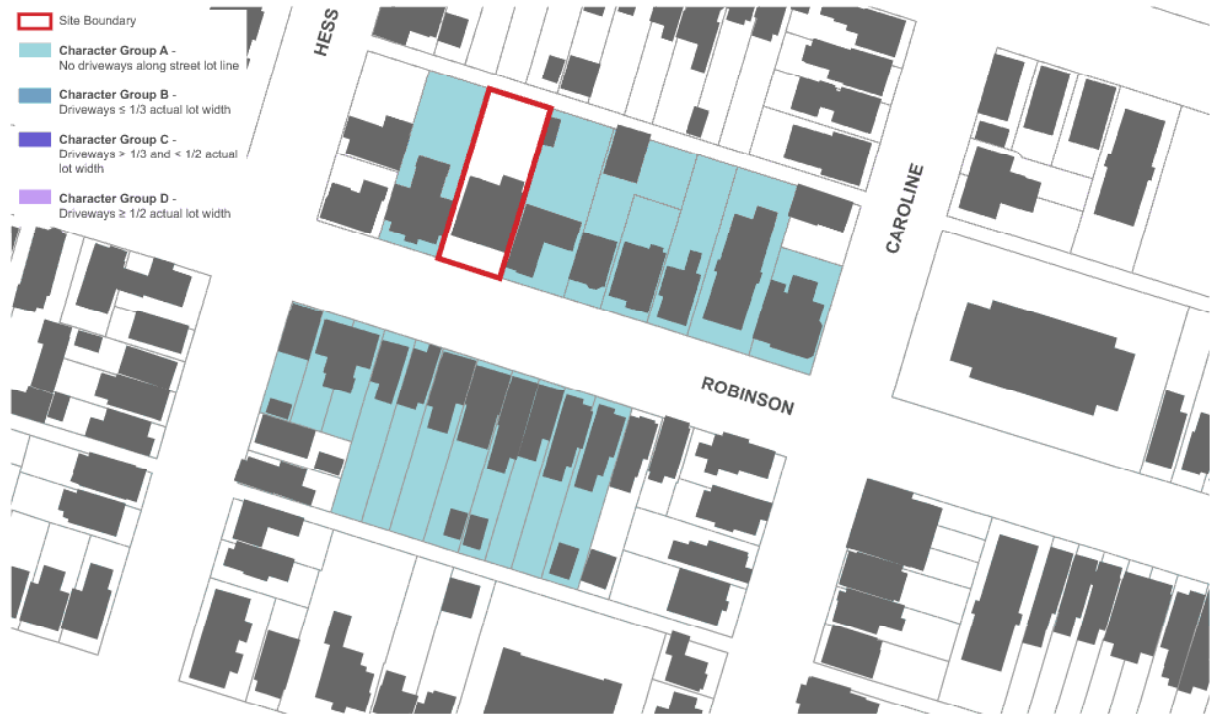 Site Boundary
Character Group A -
No driveways along street lot line
Character Group B -
Driveways ≤ 1/3 actual lot width
Character Group C -
Driveways > 1/3 and < 1/2 actual
lot width
Character Group D -
Driveways ≥ 1/2 actual lot width
HESS
CAROLINE
ROBINSON